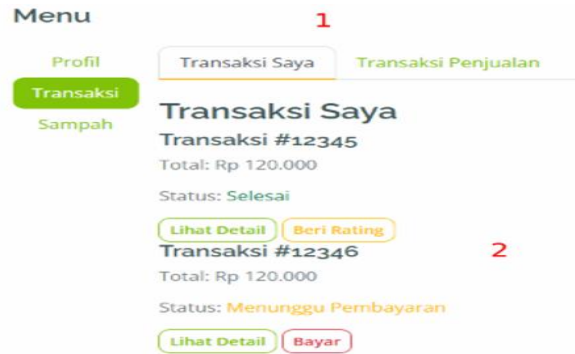 Menu
1
Profil
Transaksi Saya
Transaksi Penjualan
Transaksi
Sampah
Transaksi Saya
Transaksi #12345
Total: Rp 120.000
Status: Selesai
Lihat Detail
Beri Rating
Transaksi #12346
2
Total: Rp 120.000
Status: Menunggu Pembayaran
Lihat Detail
Bayar